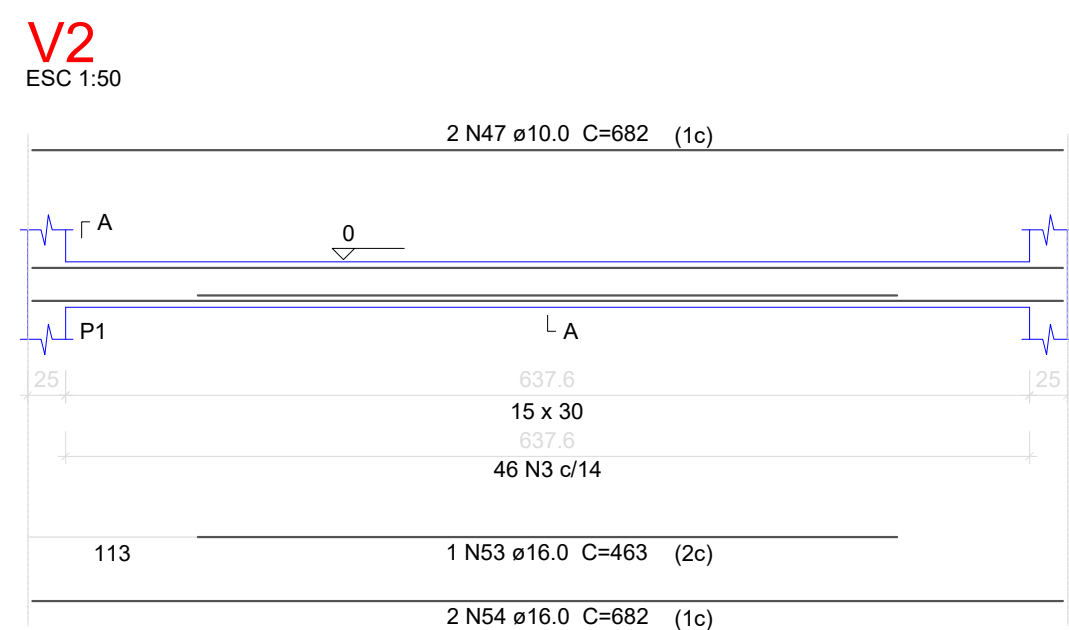 V2
ESC 1:50
2 N47 ø10.0 C=682 (1c)
A
0
P1
A
25 637.6 25
15 x 30
637.6
46 N3 c/14
113
1 N53 ø16.0 C=463 (2c)
2 N54 ø16.0 C=682 (1c)